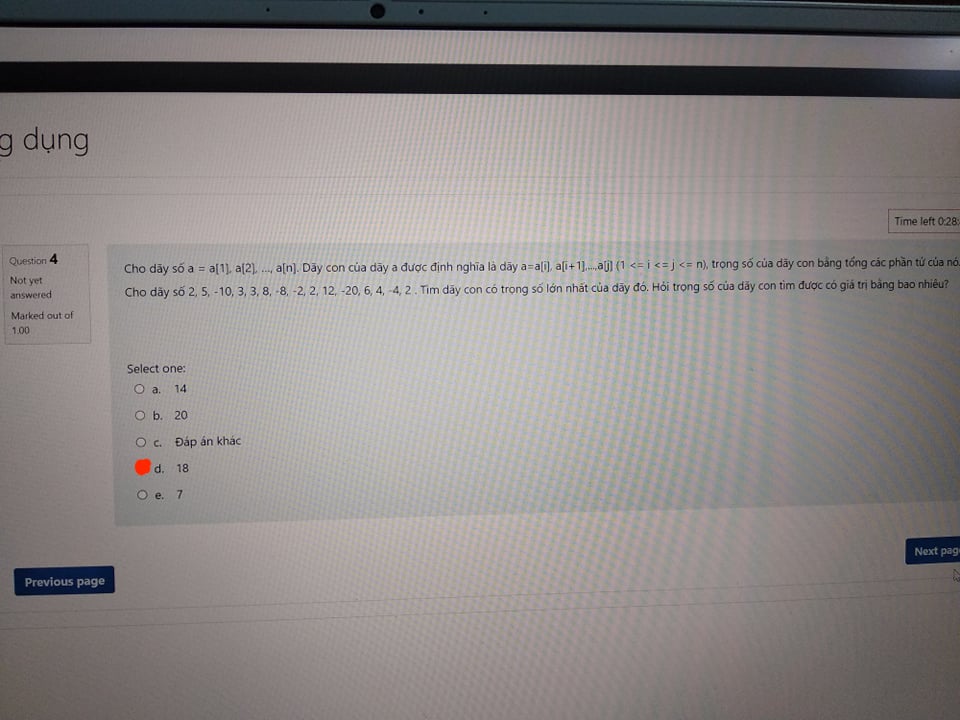 g dụng
Time left 0:28:
Question 4
Not yet
answered
Marked out of
1.00
Cho dãy số a = a[1], a[2], ..., a[n]. Dãy con của dãy a được định nghĩa là dãy a=a[i], a[i+1],...,a[j] (1 <= i <= j <= n), trọng số của dãy con bằng tổng các phần tử của nó.
Cho dãy số 2, 5, -10, 3, 3, 8, -8, -2, 2, 12, -20, 6, 4, -4, 2 . Tìm dãy con có trọng số lớn nhất của dãy đó. Hỏi trọng số của dãy con tìm được có giá trị bằng bao nhiêu?
Select one:
a. 14
b. 20
c. Đáp án khác
d. 18
e. 7
Next pag
Previous page